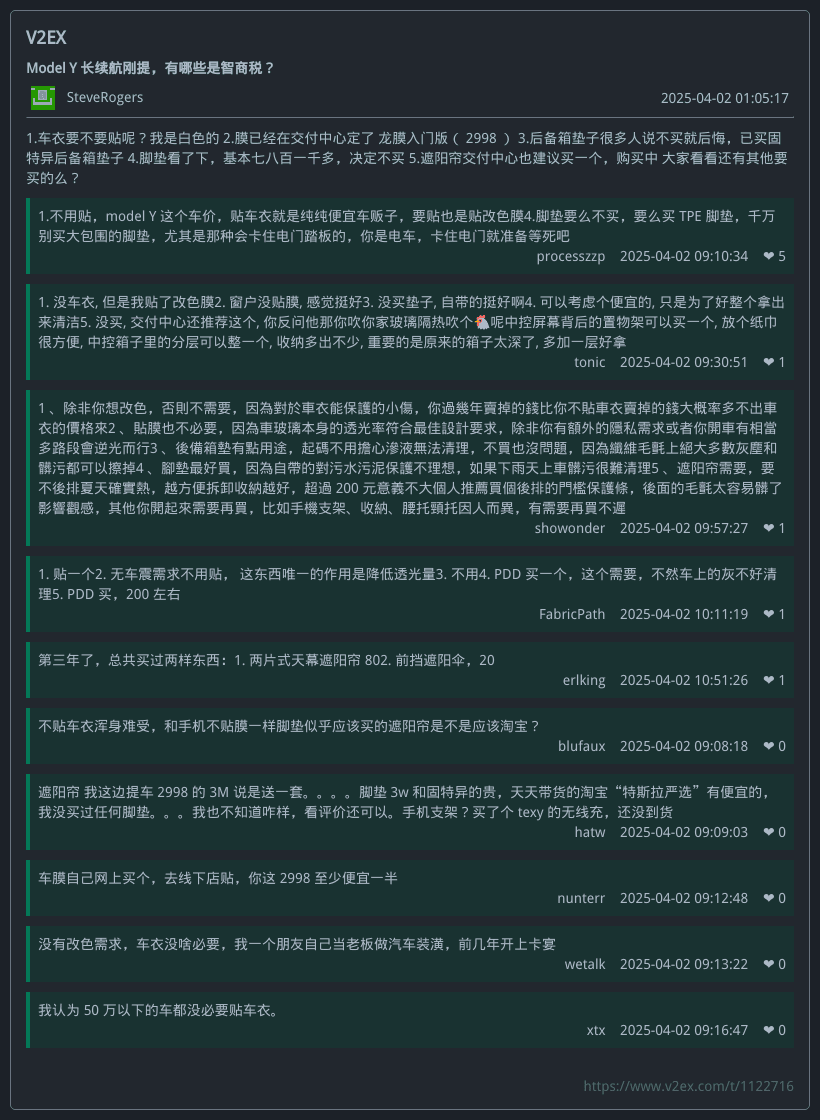 V2EX
Model Y 长续航刚提，有哪些是智商税？
SteveRogers
2025-04-02 01:05:17
1.车衣要不要贴呢？我是白色的 2.膜已经在交付中心定了 龙膜入门版（ 2998 ）3.后备箱垫子很多人说不买就后悔，已买固
特异后备箱垫子 4.脚垫看了下，基本七八百一千多，决定不买 5.遮阳帘交付中心也建议买一个，购买中 大家看看还有其他要
买的么？
1.不用贴，model Y 这个车价，贴车衣就是纯纯便宜车贩子，要贴也是贴改色膜4.脚垫要么不买，要么买 TPE 脚垫，千万
别买大包围的脚垫，尤其是那种会卡住电门踏板的，你是电车，卡住电门就准备等死吧
processzzp 2025-04-02 09:10:34 ❤ 5
1. 没车衣, 但是我贴了改色膜2. 窗户没贴膜, 感觉挺好3. 没买垫子, 自带的挺好啊4. 可以考虑个便宜的, 只是为了好整个拿出
来清洁5. 没买, 交付中心还推荐这个, 你反问他那你吹你家玻璃隔热吹个🐔呢中控屏幕背后的置物架可以买一个, 放个纸巾
很方便, 中控箱子里的分层可以整一个, 收纳多出不少, 重要的是原来的箱子太深了, 多加一层好拿
tonic 2025-04-02 09:30:51 ❤ 1
1 、除非你想改色，否則不需要，因為對於車衣能保護的小傷，你過幾年賣掉的錢比你不貼車衣賣掉的錢大概率多不出車
衣的價格來2 、貼膜也不必要，因為車玻璃本身的透光率符合最佳設計要求，除非你有額外的隱私需求或者你開車有相當
多路段會逆光而行3 、後備箱墊有點用途，起碼不用擔心滲液無法清理，不買也沒問題，因為纖維毛氈上絕大多數灰塵和
髒污都可以擦掉4 、腳墊最好買，因為自帶的對污水污泥保護不理想，如果下雨天上車髒污很難清理5 、遮阳帘需要，要
不後排夏天確實熱，越方便拆卸收納越好，超過 200 元意義不大個人推薦買個後排的門檻保護條，後面的毛氈太容易髒了
影響觀感，其他你開起來需要再買，比如手機支架、收納、腰托頸托因人而異，有需要再買不遲
showonder 2025-04-02 09:57:27 ❤ 1
1. 贴一个2. 无车震需求不用贴， 这东西唯一的作用是降低透光量3. 不用4. PDD 买一个，这个需要，不然车上的灰不好清
理5. PDD 买，200 左右
FabricPath 2025-04-02 10:11:19 ❤ 1
第三年了，总共买过两样东西：1. 两片式天幕遮阳帘 802. 前挡遮阳伞，20
erlking 2025-04-02 10:51:26 ❤ 1
不贴车衣浑身难受，和手机不贴膜一样脚垫似乎应该买的遮阳帘是不是应该淘宝？
blufaux 2025-04-02 09:08:18 ❤ 0
遮阳帘 我这边提车 2998 的 3M 说是送一套。。。。脚垫 3w 和固特异的贵，天天带货的淘宝“特斯拉严选”有便宜的，
我没买过任何脚垫。。。我也不知道咋样，看评价还可以。手机支架？买了个 texy 的无线充，还没到货
hatw 2025-04-02 09:09:03 ❤ 0
车膜自己网上买个，去线下店贴，你这 2998 至少便宜一半
nunterr 2025-04-02 09:12:48 ❤ 0
没有改色需求，车衣没啥必要，我一个朋友自己当老板做汽车装潢，前几年开上卡宴
wetalk 2025-04-02 09:13:22 ❤ 0
我认为 50 万以下的车都没必要贴车衣。
xtx 2025-04-02 09:16:47 ❤ 0
https://www.v2ex.com/t/1122716